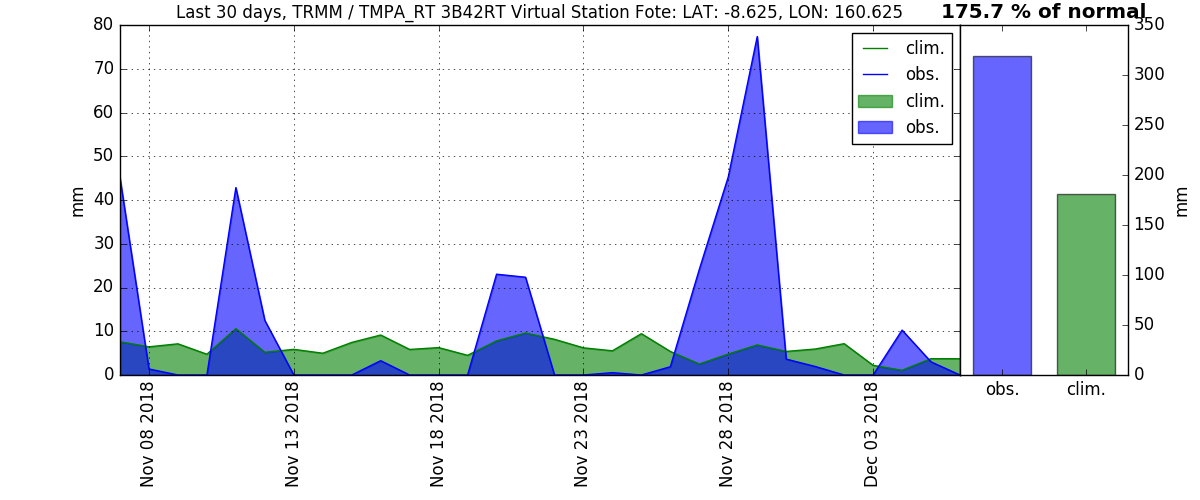 Last 30 days, TRMM / TMPA_RT 3B42RT Virtual Station Fote: LAT: -8.625, LON: 160.625
175.7 % of normal
80
70
60
50
40
30
20
10
0
mm
clim.
obs.
clim.
obs.
350
300
250
200
150
100
50
0
mm
Nov 08 2018
Nov 13 2018
Nov 18 2018
Nov 23 2018
Nov 28 2018
Dec 03 2018
obs.
clim.